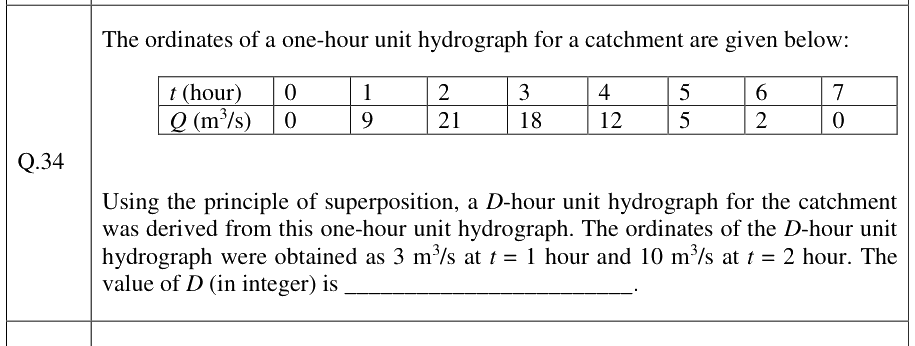 The ordinates of a one-hour unit hydrograph for a catchment are given below:
t (hour) 0 1 2 3 4 5 6 7
Q (m³/s) 0 9 21 18 12 5 2 0
Q.34
Using the principle of superposition, a D-hour unit hydrograph for the catchment
was derived from this one-hour unit hydrograph. The ordinates of the D-hour unit
hydrograph were obtained as 3 m³/s at t = 1 hour and 10 m³/s at t = 2 hour. The
value of D (in integer) is ________________________.